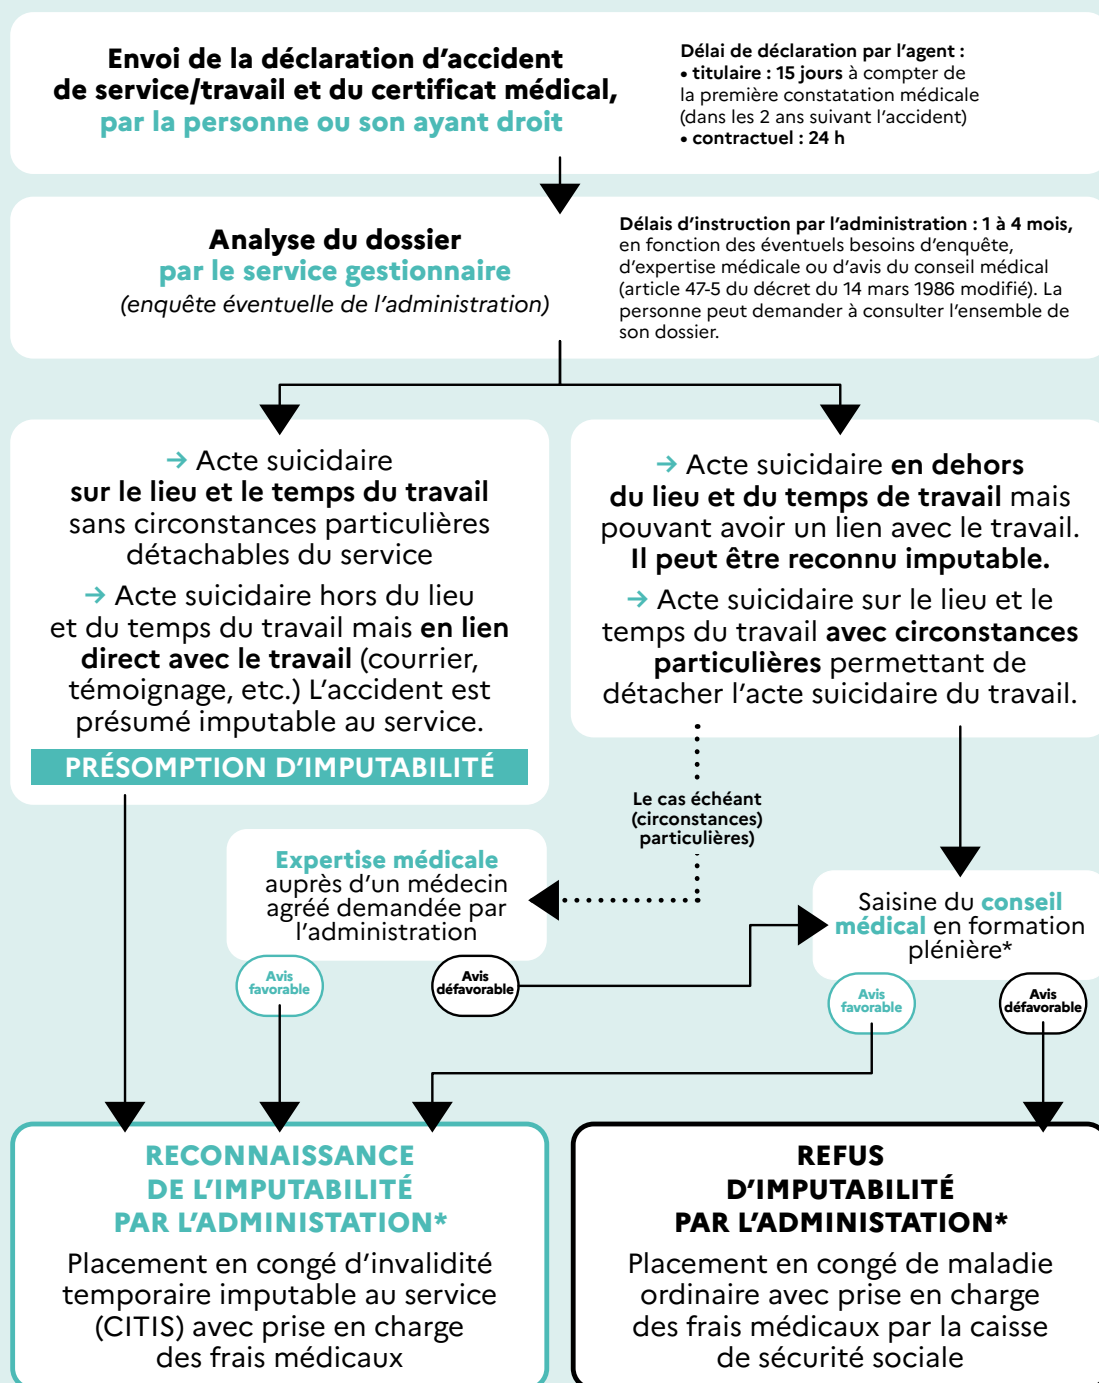 Envoi de la déclaration d’accident
de service/travail et du certificat médical,
par la personne ou son ayant droit
Délai de déclaration par l’agent :
• titulaire : 15 jours à compter de
la première constatation médicale
(dans les 2 ans suivant l’accident)
• contractuel : 24 h
Analyse du dossier
par le service gestionnaire
(enquête éventuelle de l’administration)
Délais d’instruction par l’administration : 1 à 4 mois,
en fonction des éventuels besoins d’enquête,
d’expertise médicale ou d’avis du conseil médical
(article 47-5 du décret du 14 mars 1986 modifié). La
personne peut demander à consulter l’ensemble de
son dossier.
→ Acte suicidaire
sur le lieu et le temps du travail
sans circonstances particulières
détachables du service
→ Acte suicidaire hors du lieu
et du temps du travail mais en lien
direct avec le travail (courrier,
témoignage, etc.) L’accident est
présumé imputable au service.
PRÉSOMPTION D’IMPUTABILITÉ
→ Acte suicidaire en dehors
du lieu et du temps de travail mais
pouvant avoir un lien avec le travail.
Il peut être reconnu imputable.
→ Acte suicidaire sur le lieu et le
temps du travail avec circonstances
particulières permettant de
détacher l’acte suicidaire du travail.
Le cas échéant
(circonstances)
particulières)
Expertise médicale
auprès d’un médecin
agréé demandée par
l’administration
Avis
favorable
Avis
défavorable
Saisine du conseil
médical en formation
plénière*
Avis
favorable
Avis
défavorable
RECONNAISSANCE
DE L’IMPUTABILITÉ
PAR L’ADMINISTATION*
Placement en congé d’invalidité
temporaire imputable au service
(CITIS) avec prise en charge
des frais médicaux
REFUS
D’IMPUTABILITÉ
PAR L’ADMINISTATION*
Placement en congé de maladie
ordinaire avec prise en charge
des frais médicaux par la caisse
de sécurité sociale